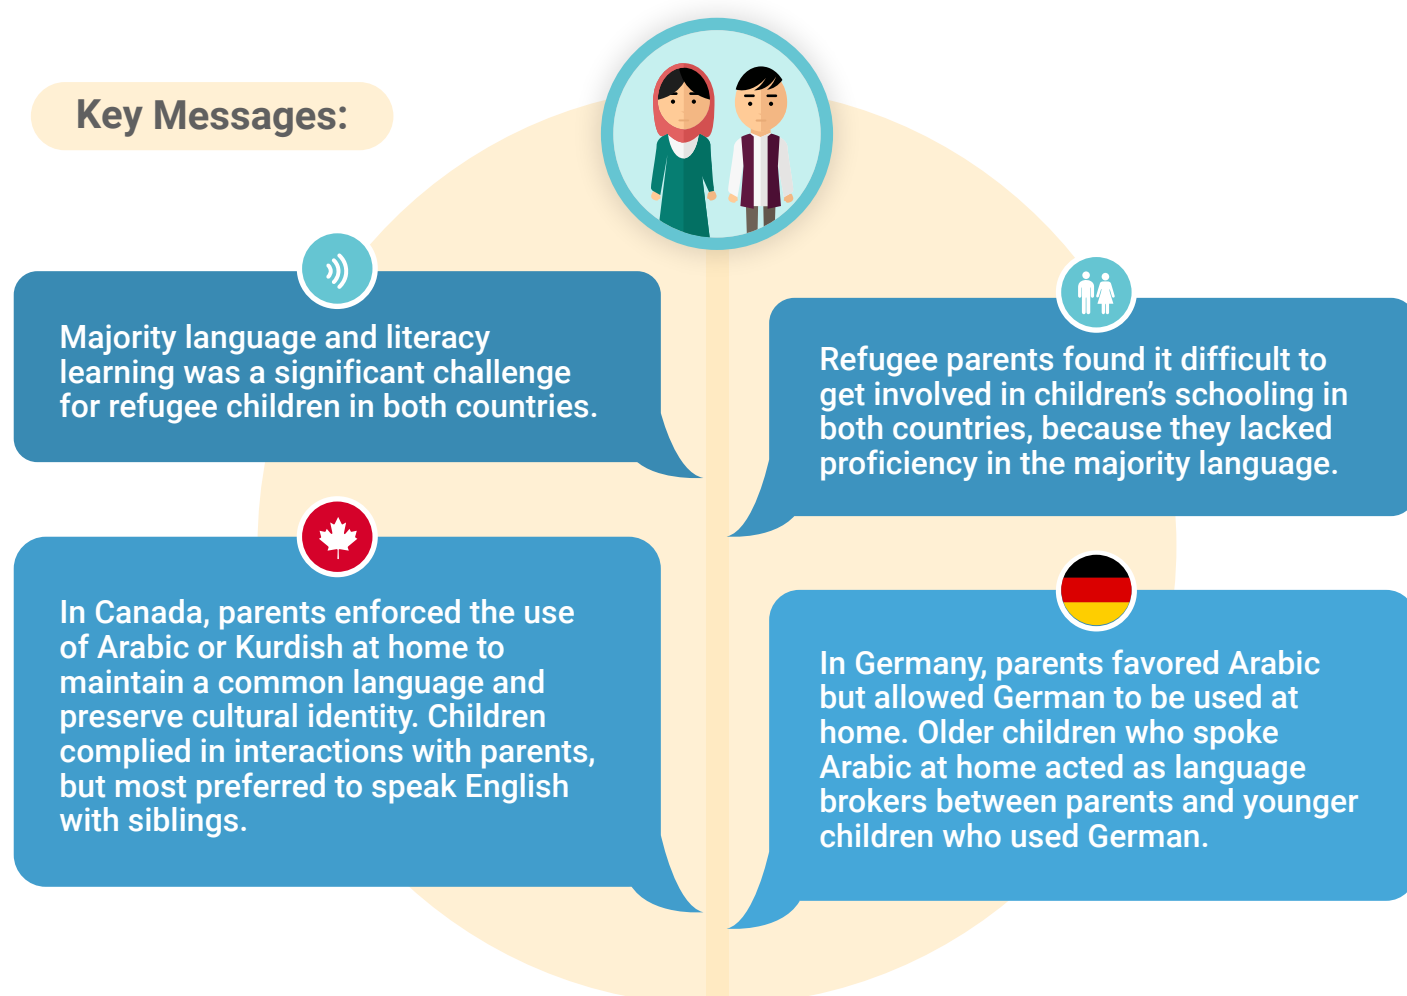 Key Messages:
Majority language and literacy
learning was a significant challenge
for refugee children in both countries.
Refugee parents found it difficult to
get involved in children’s schooling in
both countries, because they lacked
proficiency in the majority language.
In Canada, parents enforced the use
of Arabic or Kurdish at home to
maintain a common language and
preserve cultural identity. Children
complied in interactions with parents,
but most preferred to speak English
with siblings.
In Germany, parents favored Arabic
but allowed German to be used at
home. Older children who spoke
Arabic at home acted as language
brokers between parents and younger
children who used German.